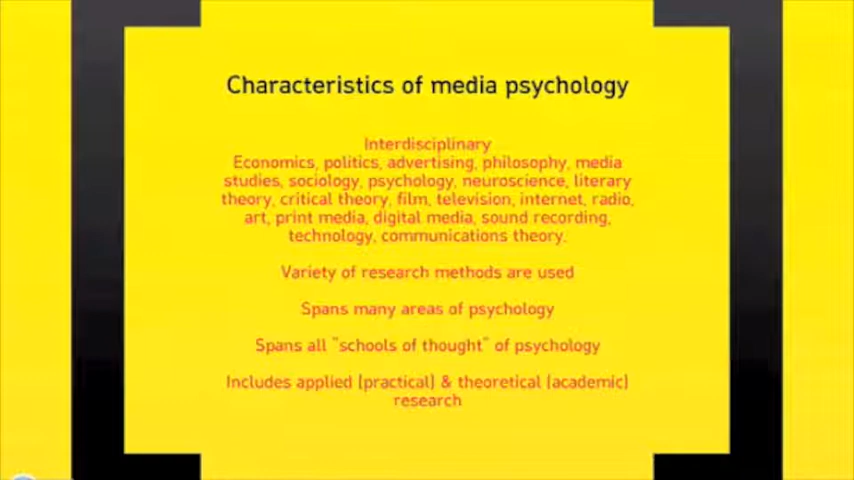 Characteristics of media psychology
Interdisciplinary
Economics, politics, advertising, philosophy, media
studies, sociology, psychology, neuroscience, literary
theory, critical theory, film, television, internet, radio,
art, print media, digital media, sound recording,
technology, communications theory.
Variety of research methods are used
Spans many areas of psychology
Spans all "schools of thought" of psychology
Includes applied (practical) & theoretical (academic)
research